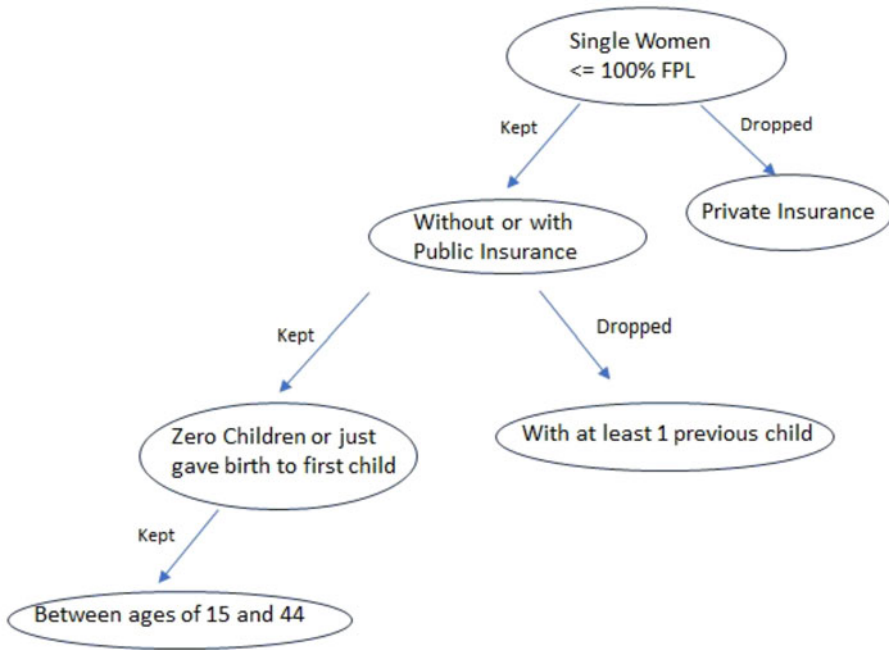 Single Women
<= 100% FPL
Kept
Dropped
Without or with
Public Insurance
Private Insurance
Kept
Dropped
Zero Children or just
gave birth to first child
With at least 1 previous child
Kept
Between ages of 15 and 44